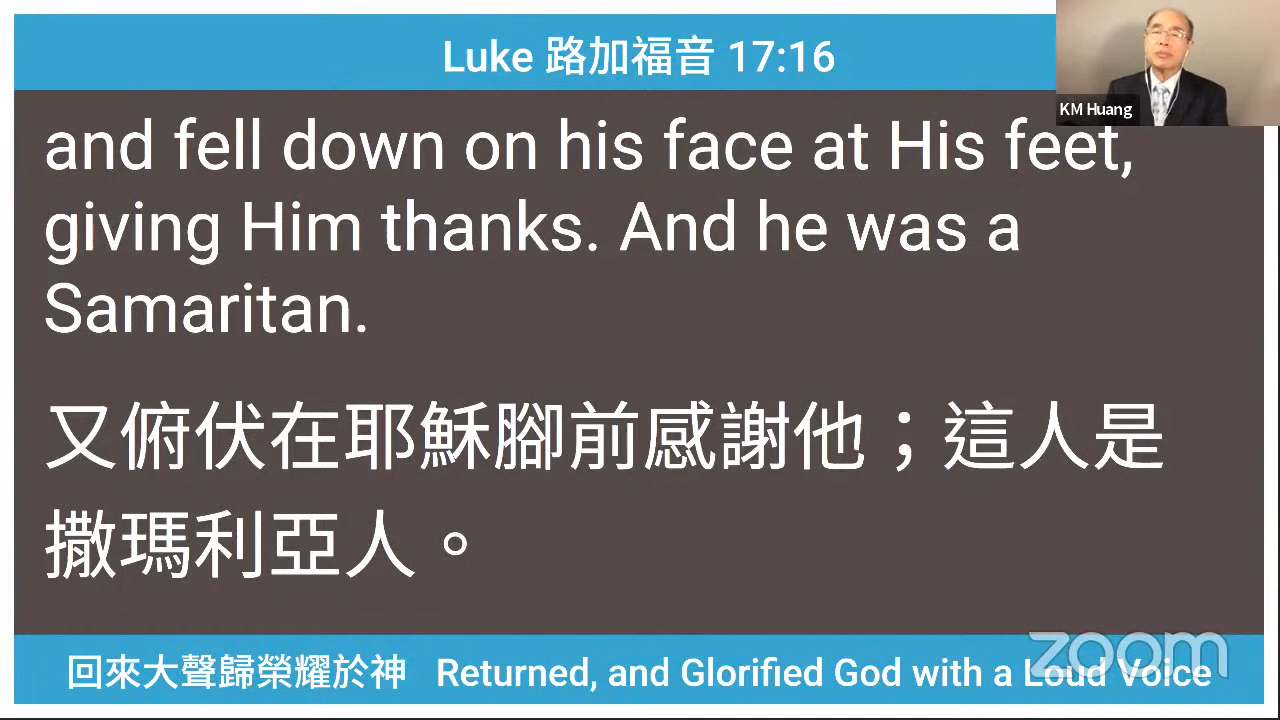 Luke 路加福音 17:16
KM Huang
and fell down on his face at His feet,
giving Him thanks. And he was a
Samaritan.
又俯伏在耶穌腳前感謝他；這人是
撒瑪利亞人。
回來大聲歸榮耀於神 Returned, and Glorified God with a Loud Voice
zoom